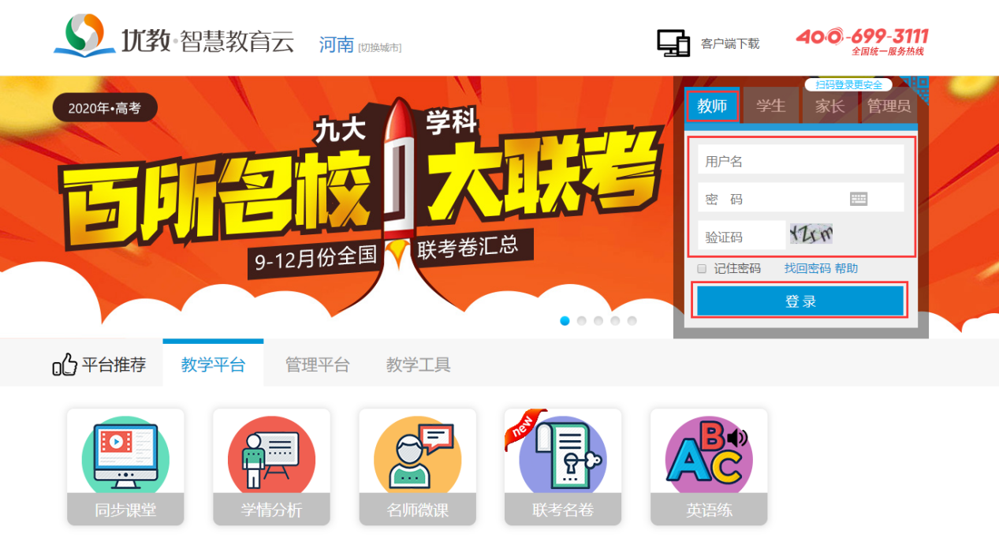 优教·智慧教育云
河南 [切换城市]
客户端下载
400-699-3111
全国统一服务热线
2020年•高考
九大 学科
百所名校大联考
9-12月份全国 联考卷汇总
扫码登录更安全
教师 学生 家长 管理员
用户名
密 码
验证码 YZrm
记住密码 找回密码 帮助
登 录
平台推荐 教学平台 管理平台 教学工具
new
A B C
同步课堂 学情分析 名师微课 联考名卷 英语练